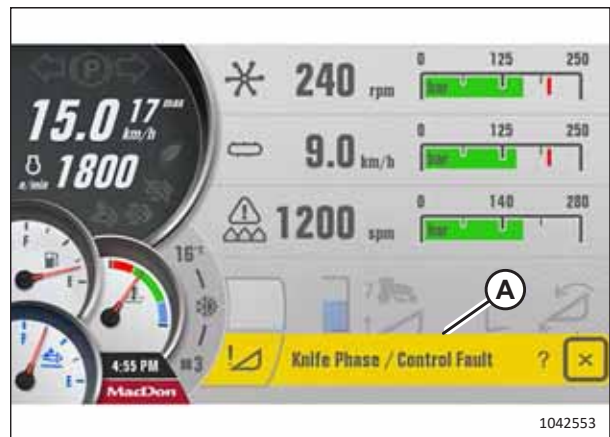 P
15.0 17 max
km/h
1800
e/min
F
E
F
E
4:55 PM
MacDon
16°
3
240 rpm
0 125 250
bar
9.0 km/h
0 125 250
bar
1200 spm
0 140 280
bar
7
A
Knife Phase / Control Fault ? ×
1042553